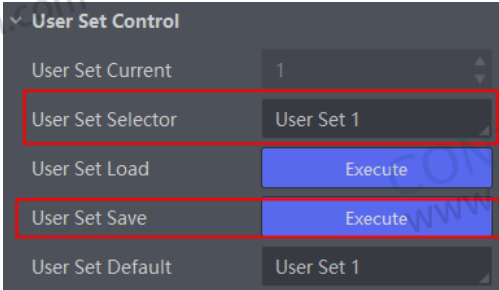 User Set Control
User Set Current 1
User Set Selector User Set 1
User Set Load Execute
User Set Save Execute
User Set Default User Set 1